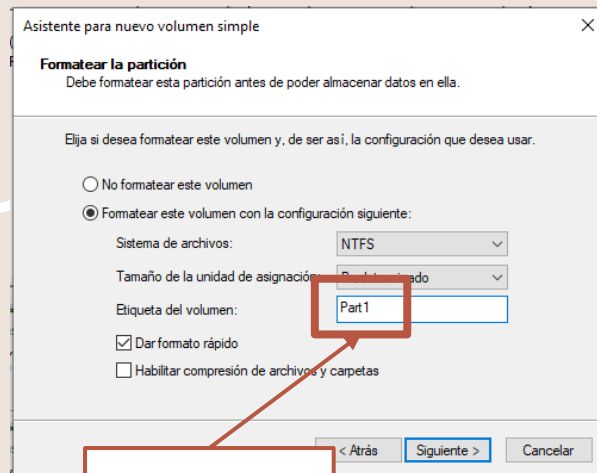 Asistente para nuevo volumen simple
Formatear la partición
Debe formatear esta partición antes de poder almacenar datos en ella.
Elija si desea formatear este volumen y, de ser así, la configuración que desea usar.
No formatear este volumen
Formatear este volumen con la configuración siguiente:
Sistema de archivos: NTFS
Tamaño de la unidad de asignación:
Etiqueta del volumen: Part1
Dar formato rápido
Habilitar compresión de archivos y carpetas
< Atrás Siguiente > Cancelar